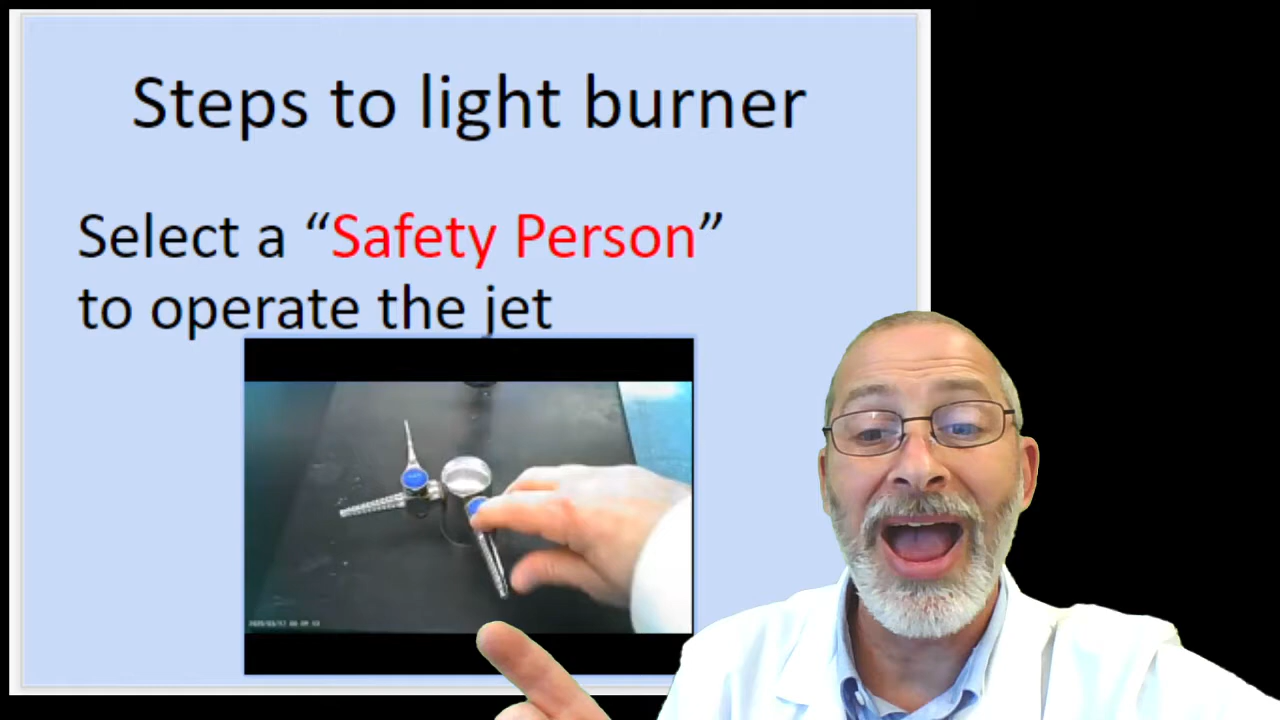 Steps to light burner
Select a “Safety Person”
to operate the jet